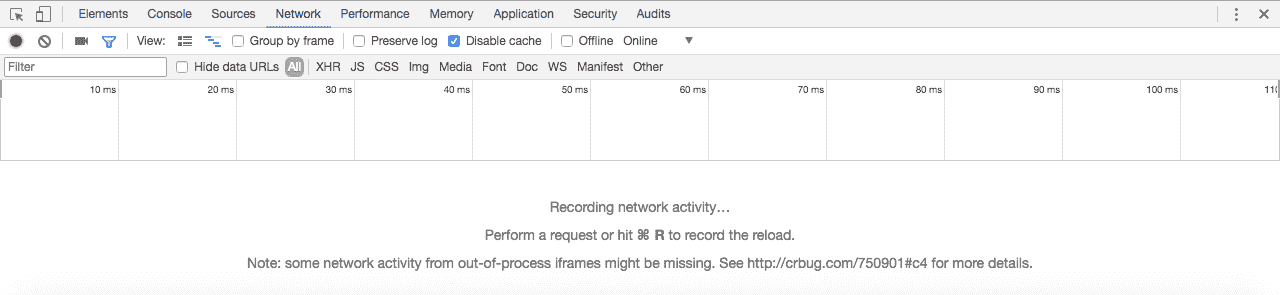 Elements Console Sources Network Performance Memory Application Security Audits
View: Group by frame Preserve log Disable cache Offline Online
Filter Hide data URLs All XHR JS CSS Img Media Font Doc WS Manifest Other
10 ms 20 ms 30 ms 40 ms 50 ms 60 ms 70 ms 80 ms 90 ms 100 ms
Recording network activity…
Perform a request or hit ⌘ R to record the reload.
Note: some network activity from out-of-process iframes might be missing. See http://crbug.com/750901#c4 for more details.